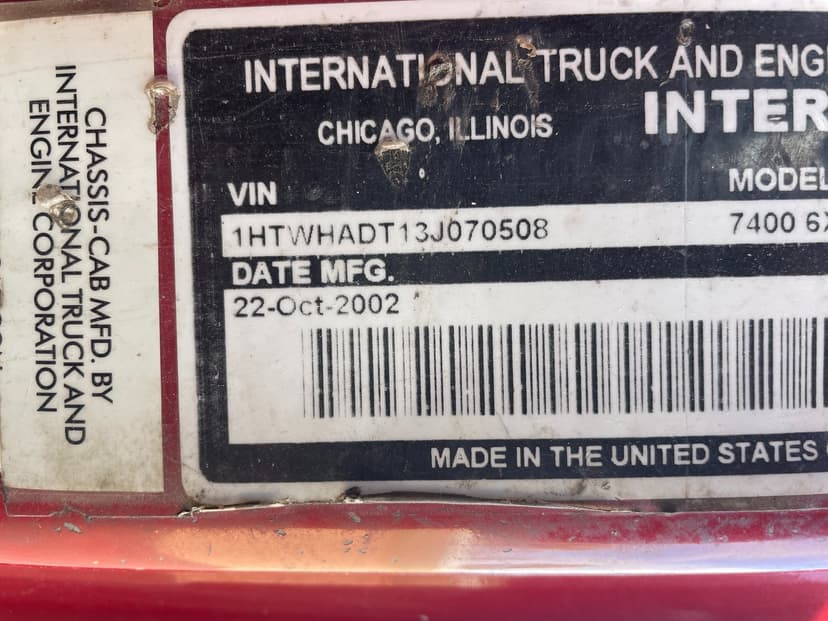 CHASSIS-CAB MFD. BY
INTERNATIONAL TRUCK AND
ENGINE CORPORATION
INTERNATIONAL TRUCK AND ENG
INTER
CHICAGO, ILLINOIS
VIN
MODEL
1HTWHADT13J070508
7400 6X
DATE MFG.
22-Oct-2002
MADE IN THE UNITED STATES